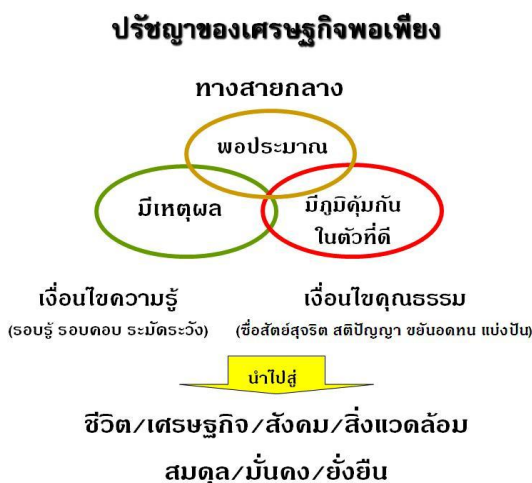 ปรัชญาของเศรษฐกิจพอเพียง
ทางสายกลาง
พอประมาณ
มีเหตุผล
มีภูมิคุ้มกัน
ในตัวที่ดี
เงื่อนไขความรู้
(รอบรู้ รอบคอบ ระมัดระวัง)
เงื่อนไขคุณธรรม
(ซื่อสัตย์สุจริต สติปัญญา ขยันอดทน แบ่งปัน)
นำไปสู่
ชีวิต/เศรษฐกิจ/สังคม/สิ่งแวดล้อม
สมดุล/มั่นคง/ยั่งยืน